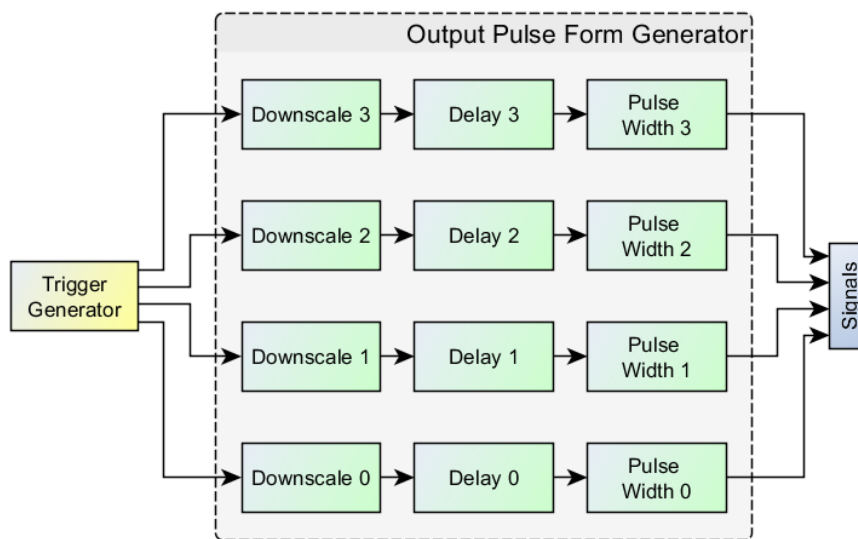 Output Pulse Form Generator
Downscale 3
Delay 3
Pulse
Width 3
Downscale 2
Delay 2
Pulse
Width 2
Trigger
Generator
Signals
Downscale 1
Delay 1
Pulse
Width 1
Downscale 0
Delay 0
Pulse
Width 0